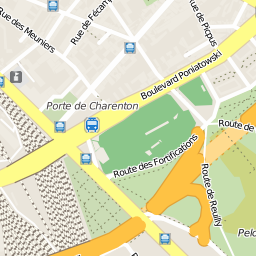 Rue des Meuniers
Rue de Fécamp
Rue de Picpus
Boulevard Poniatowski
Porte de Charenton
Route de
Route des Fortifications
Route de Reuilly
Pelo